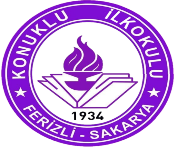 KONUKLU İLKOKULU
1934
FERİZLİ - SAKARYA